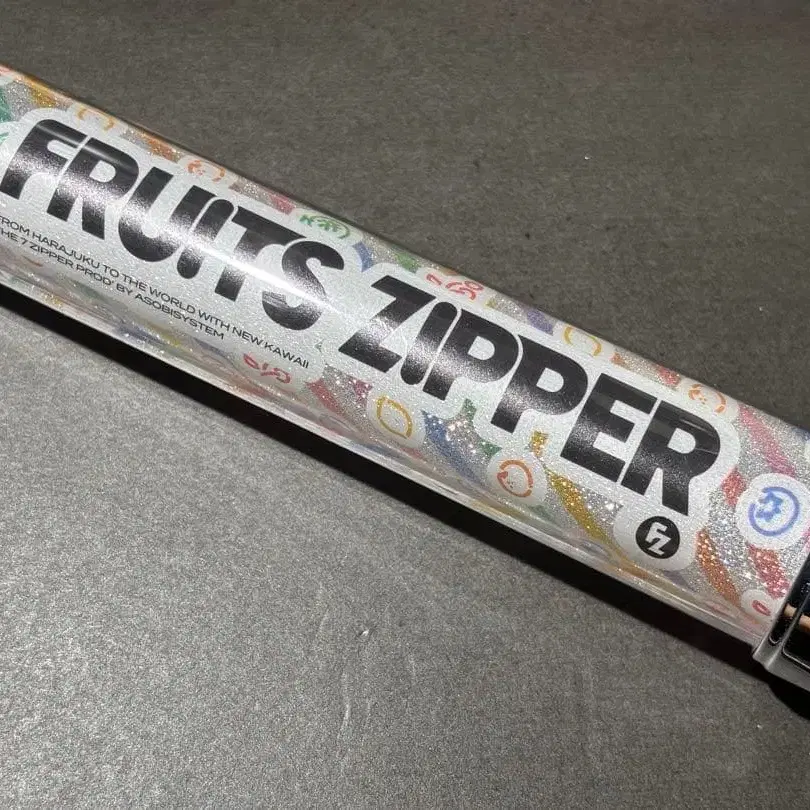 FRUITS ZIPPER
FROM HARAJUKU TO THE WORLD WITH NEW KAWAII
THE 7 ZIPPER PROD' BY ASOBISYSTEM
FZ